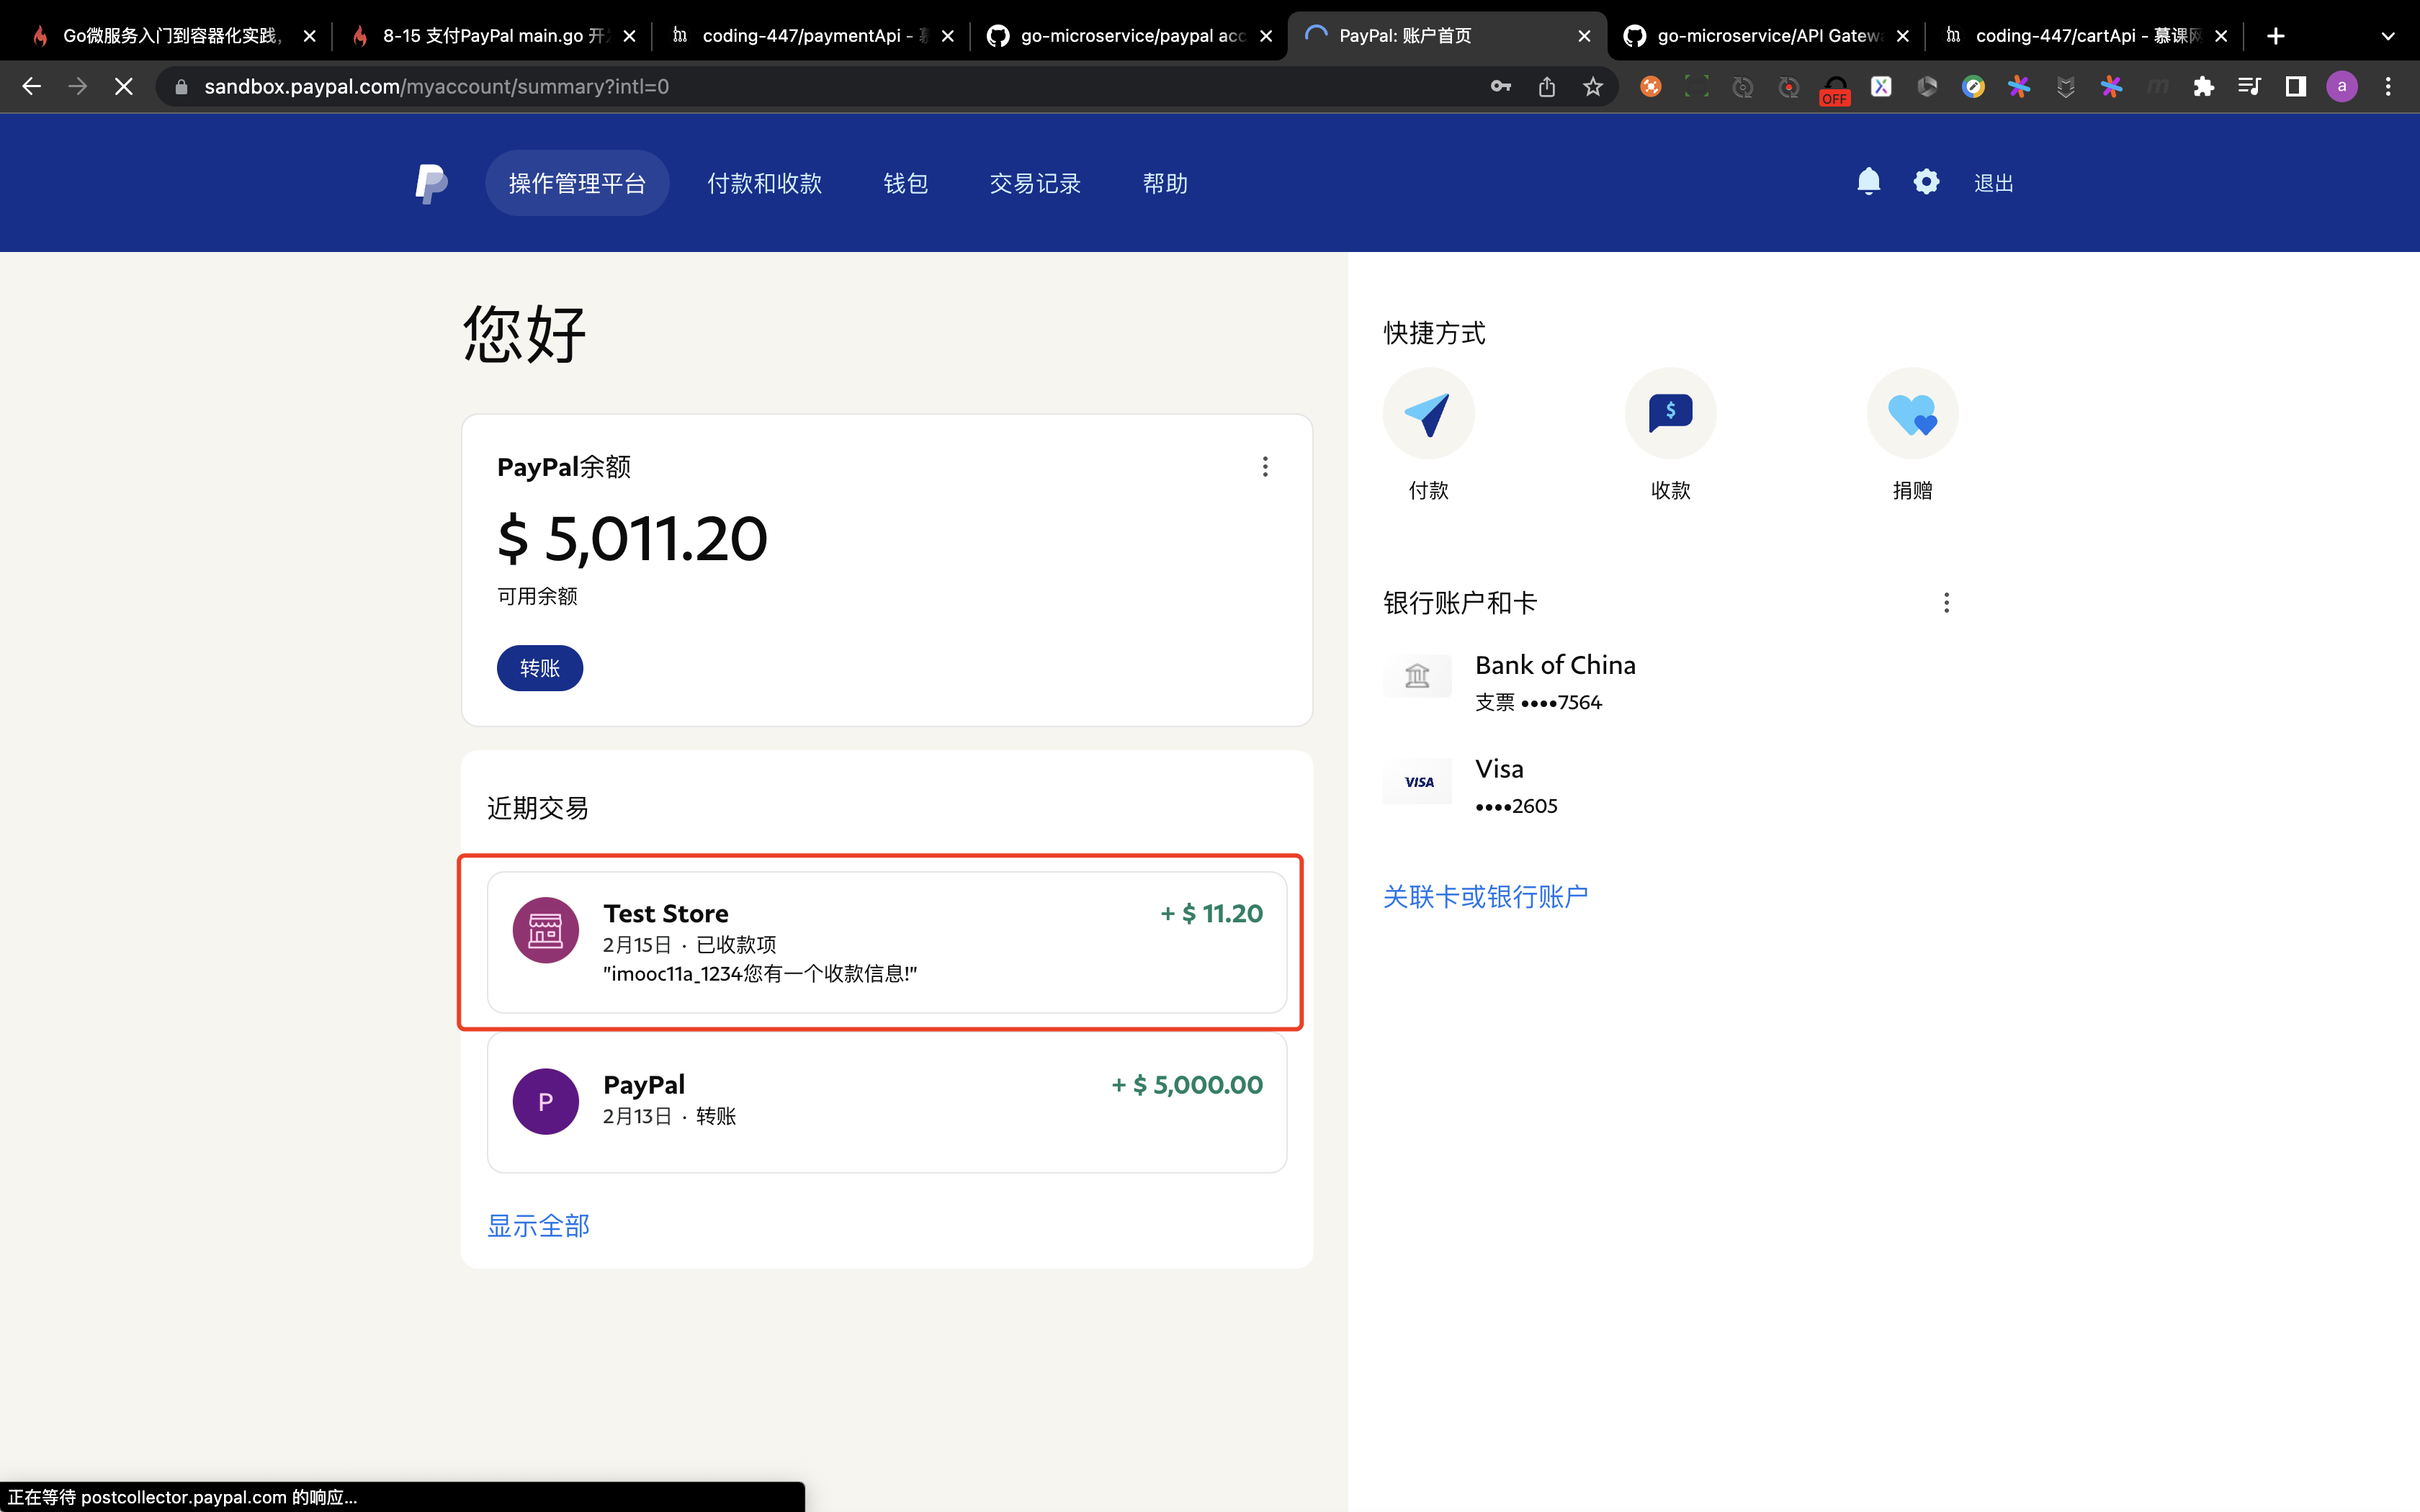 Go微服务入门到容器化实践,
8-15 支付PayPal main.go 开
coding-447/paymentApi -
go-microservice/paypal acc
PayPal: 账户首页
go-microservice/API Gatew
coding-447/cartApi - 慕课网
sandbox.paypal.com/myaccount/summary?intl=0
OFF
a
操作管理平台
付款和收款
钱包
交易记录
帮助
退出
您好
PayPal余额
$ 5,011.20
可用余额
转账
近期交易
Test Store
+ $ 11.20
2月15日 · 已收款项
"imooc11a_1234您有一个收款信息!"
P
PayPal
+ $ 5,000.00
2月13日 · 转账
显示全部
快捷方式
$
付款
收款
捐赠
银行账户和卡
Bank of China
支票 ••••7564
VISA
Visa
••••2605
关联卡或银行账户
正在等待 postcollector.paypal.com 的响应...